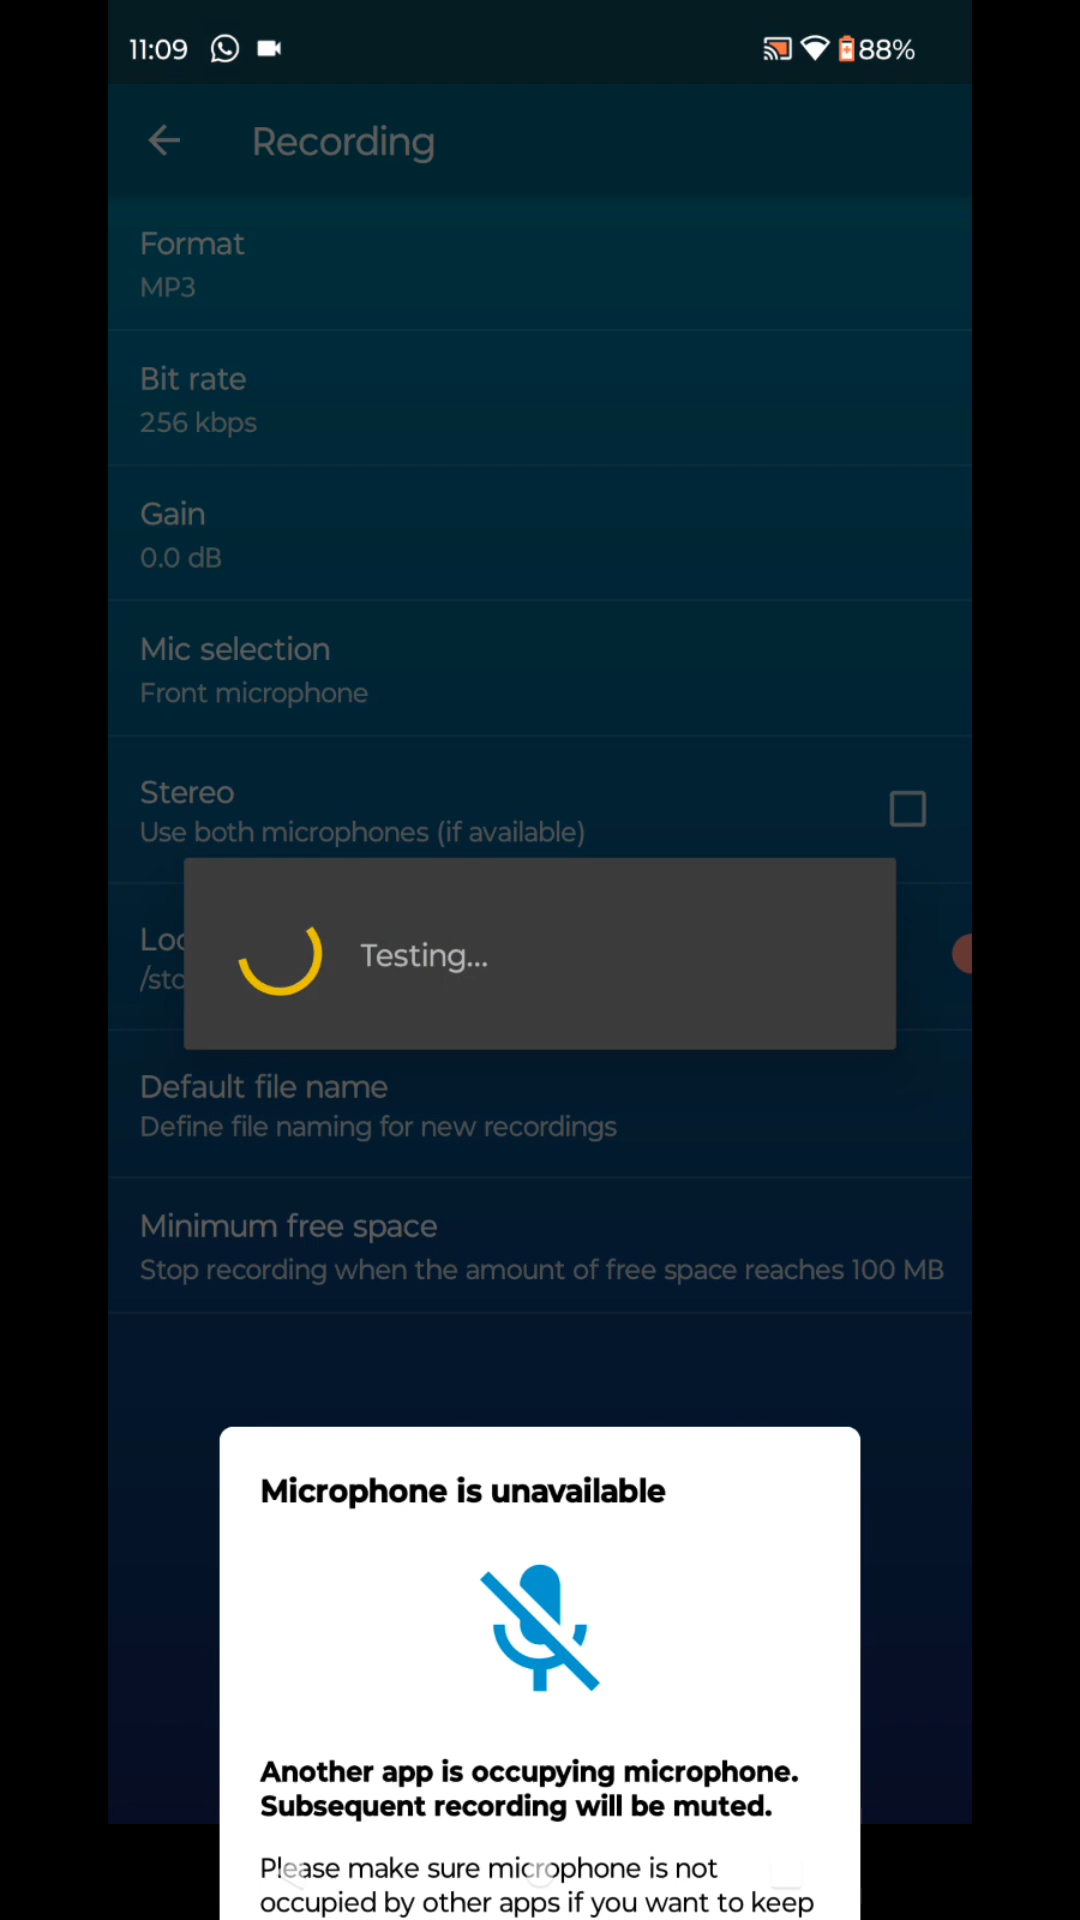 11:09
88%
Recording
Format
MP3
Bit rate
256 kbps
Gain
0.0 dB
Mic selection
Front microphone
Stereo
Use both microphones (if available)
Loc
/sto
Testing...
Default file name
Define file naming for new recordings
Minimum free space
Stop recording when the amount of free space reaches 100 MB
Microphone is unavailable
Another app is occupying microphone.
Subsequent recording will be muted.
Please make sure microphone is not
occupied by other apps if you want to keep